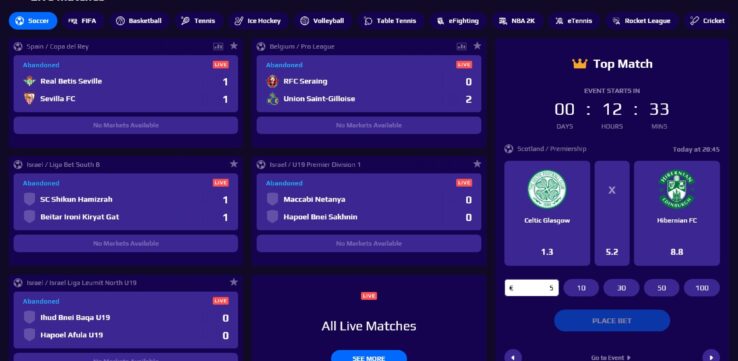 Soccer FIFA Basketball Tennis Ice Hockey Volleyball Table Tennis eFighting NBA 2K eTennis Rocket League Cricket
Spain / Copa del Rey
Abandoned LIVE
Real Betis Seville 1
Sevilla FC 1
No Markets Available
Belgium / Pro League
Abandoned LIVE
RFC Seraing 0
Union Saint-Gilloise 2
No Markets Available
Israel / Liga Bet South B
Abandoned LIVE
SC Shikun Hamizrah 1
Beitar Ironi Kiryat Gat 1
No Markets Available
Israel / U19 Premier Division 1
Abandoned LIVE
Maccabi Netanya 0
Hapoel Bnei Sakhnin 0
No Markets Available
Israel / Israel Liga Leumit North U19
Abandoned LIVE
Ihud Bnei Baqa U19 0
Hapoel Afula U19 0
No Markets Available
LIVE
All Live Matches
SEE MORE
Top Match
EVENT STARTS IN
00 : 12 : 33
DAYS HOURS MINS
Scotland / Premiership Today at 20:45
Celtic Glasgow X Hibernian FC
1.3 5.2 8.8
€ 5 10 30 50 100
PLACE BET
Go to Event